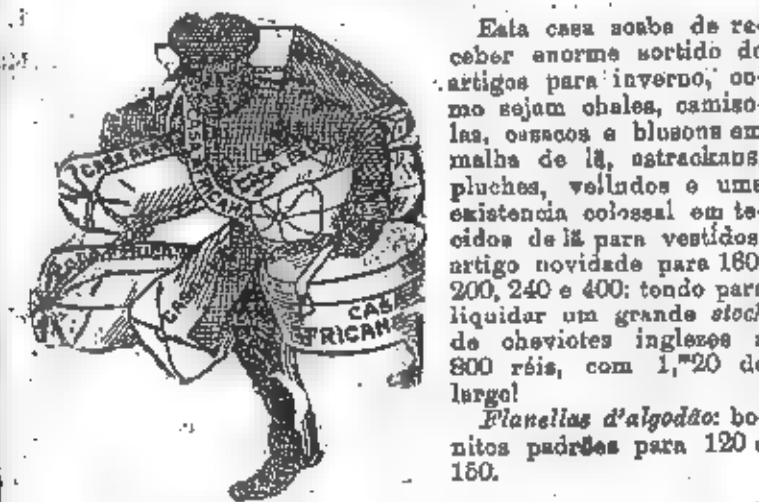 CASA
AFRICANA
CASA
FRICANA
Esta casa acaba de re-
ceber enorme sortido de
artigos para inverno, co-
mo sejam chales, camiso-
las, casacos e blusons em
malha de lã, astrackans,
pluches, velludos e uma
existencia colossal em te-
cidos de lã para vestidos,
artigo novidade para 160,
200, 240 e 400: tendo para
liquidar um grande stock
de cheviotes inglezes a
800 réis, com 1,ᵐ20 de
largo!
Flanellas d'algodão: bo-
nitos padrões para 120 e
150.